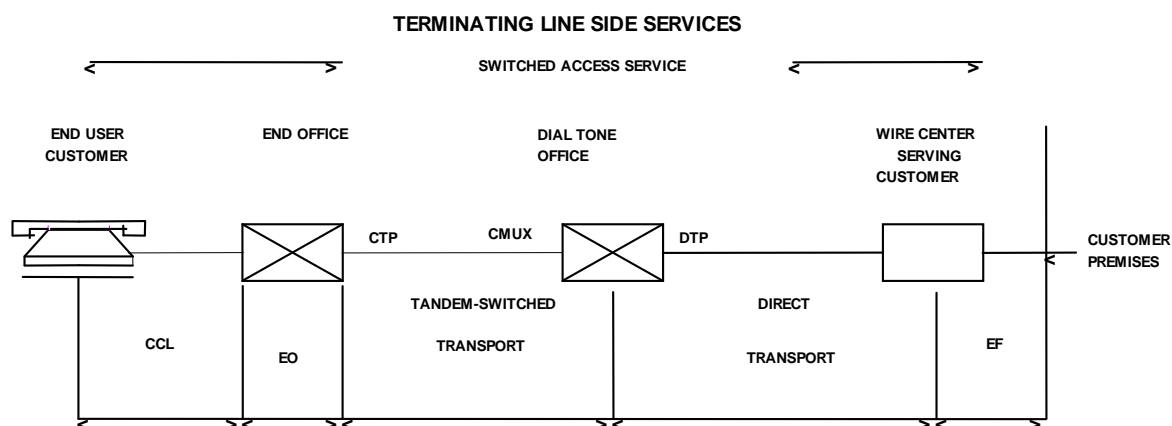 TERMINATING LINE SIDE SERVICES
SWITCHED ACCESS SERVICE
END USER
CUSTOMER
END OFFICE
DIAL TONE
OFFICE
WIRE CENTER
SERVING
CUSTOMER
CTP
CMUX
DTP
CUSTOMER
PREMISES
TANDEM-SWITCHED
TRANSPORT
DIRECT
TRANSPORT
CCL
EO
EF